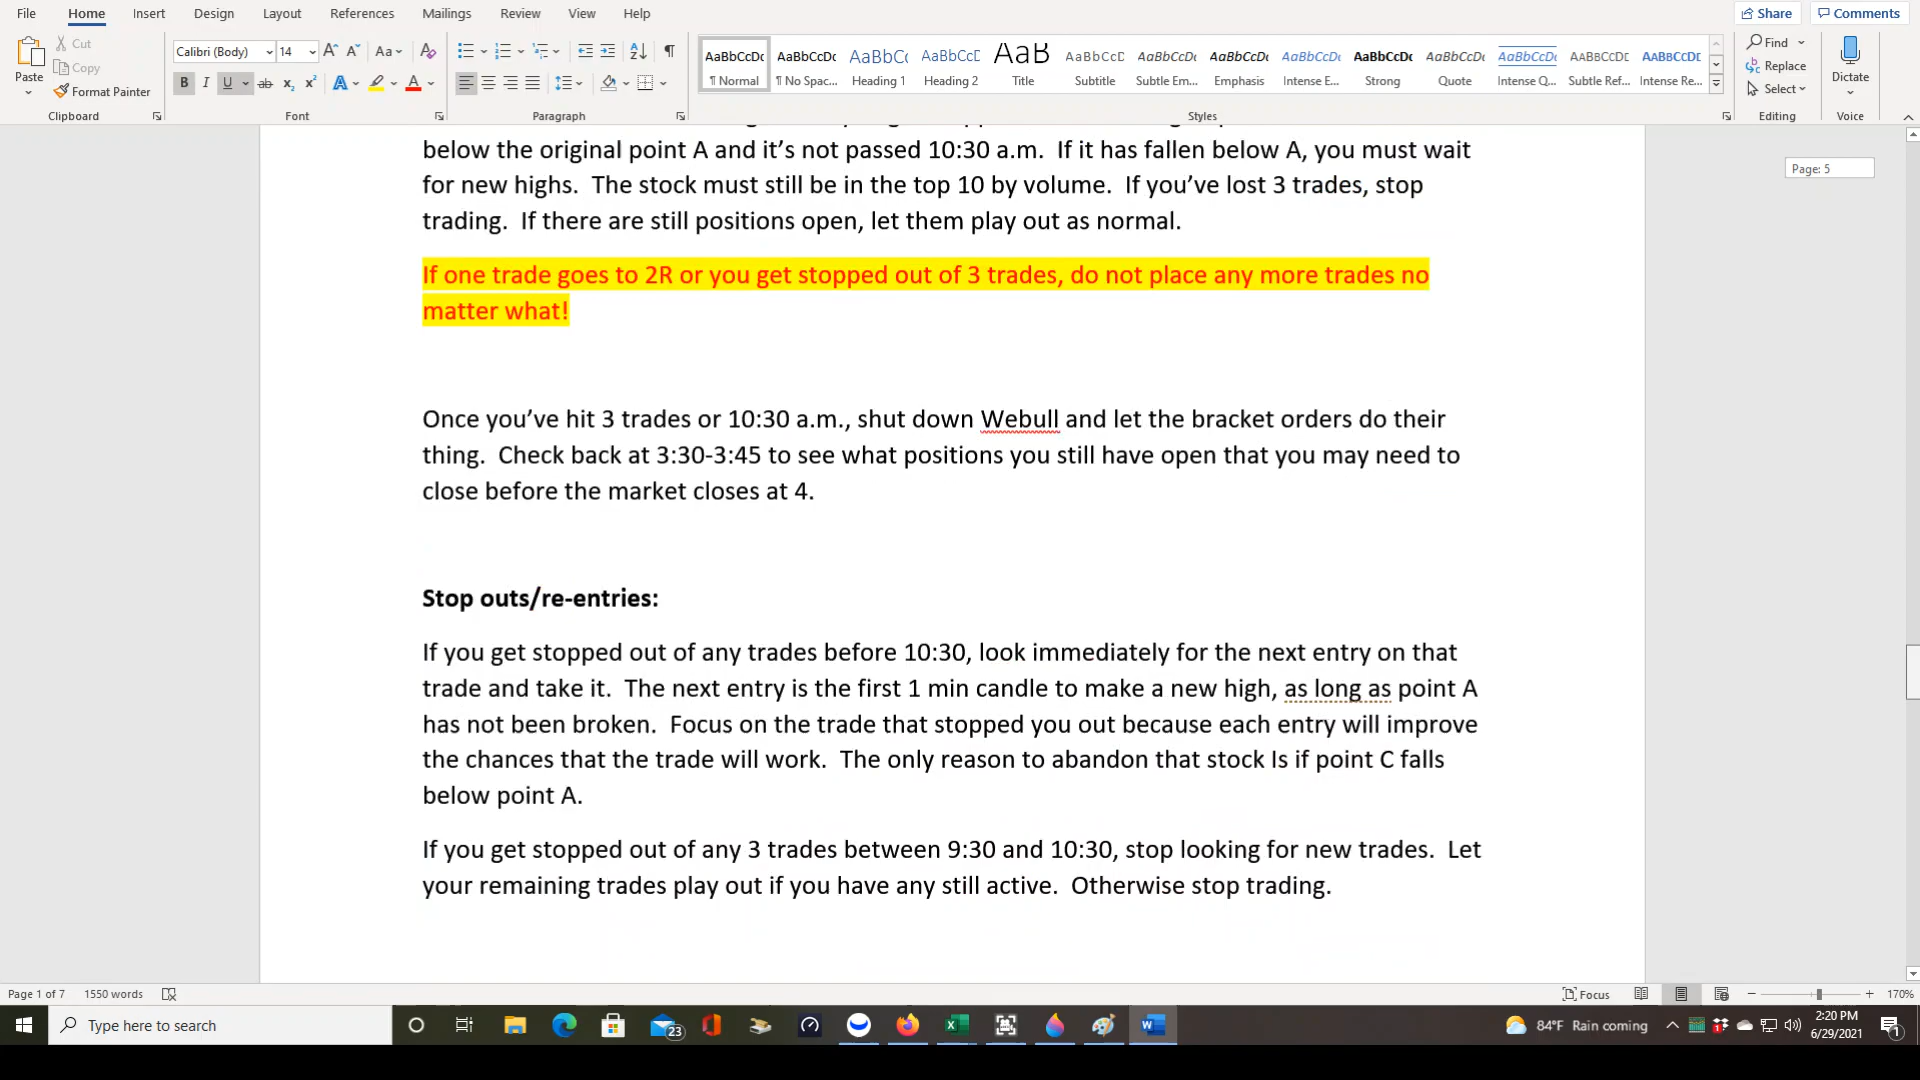 File Home Insert Design Layout References Mailings Review View Help Share Comments
Cut
Copy
Paste
Format Painter
Calibri (Body) 14
Aa
AaBbCcDc AaBbCcDc AaBbCc AaBbCcD AaB AaBbCcD AaBbCcDc AaBbCcDc AaBbCcDc AaBbCcDc AaBbCcDc AaBbCcDc AaBbCcDc AaBbCcDc
¶ Normal ¶ No Spac... Heading 1 Heading 2 Title Subtitle Subtle Em... Emphasis Intense E... Strong Quote Intense Q... Subtle Ref... Intense Re...
Find
Replace
Select
Dictate
Clipboard Font Paragraph Styles Editing Voice
Page: 5
below the original point A and it’s not passed 10:30 a.m. If it has fallen below A, you must wait
for new highs. The stock must still be in the top 10 by volume. If you’ve lost 3 trades, stop
trading. If there are still positions open, let them play out as normal.
If one trade goes to 2R or you get stopped out of 3 trades, do not place any more trades no
matter what!
Once you’ve hit 3 trades or 10:30 a.m., shut down Webull and let the bracket orders do their
thing. Check back at 3:30-3:45 to see what positions you still have open that you may need to
close before the market closes at 4.
Stop outs/re-entries:
If you get stopped out of any trades before 10:30, look immediately for the next entry on that
trade and take it. The next entry is the first 1 min candle to make a new high, as long as point A
has not been broken. Focus on the trade that stopped you out because each entry will improve
the chances that the trade will work. The only reason to abandon that stock Is if point C falls
below point A.
If you get stopped out of any 3 trades between 9:30 and 10:30, stop looking for new trades. Let
your remaining trades play out if you have any still active. Otherwise stop trading.
Page 1 of 7 1550 words Focus 170%
Type here to search 23 84°F Rain coming 2:20 PM
6/29/2021